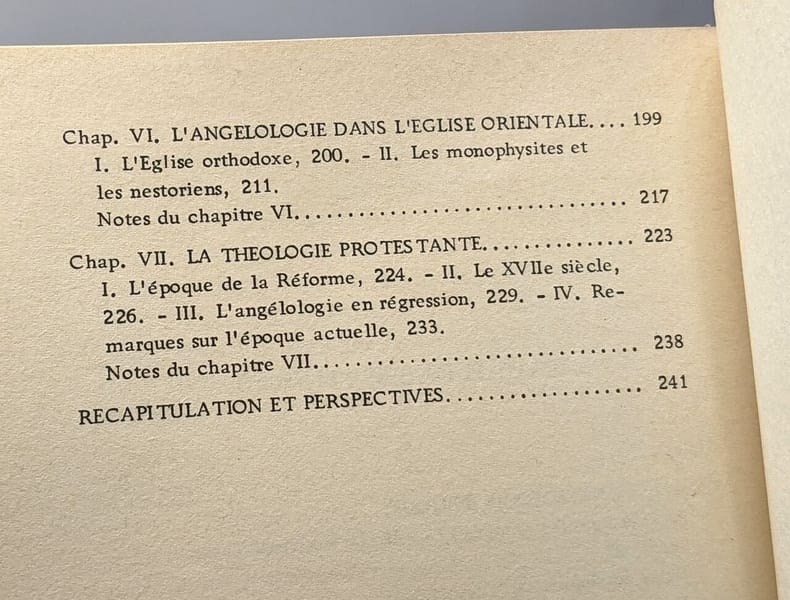 Chap. VI. L'ANGELOLOGIE DANS L'EGLISE ORIENTALE.... 199
I. L'Eglise orthodoxe, 200. - II. Les monophysites et
les nestoriens, 211.
Notes du chapitre VI................................ 217
Chap. VII. LA THEOLOGIE PROTESTANTE............... 223
I. L'époque de la Réforme, 224. - II. Le XVIIe siècle,
226. - III. L'angélologie en régression, 229. - IV. Re-
marques sur l'époque actuelle, 233.
Notes du chapitre VII............................... 238
RECAPITULATION ET PERSPECTIVES................... 241